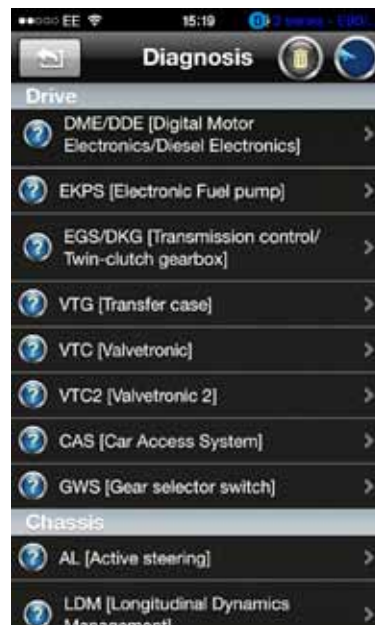 EE 15:19
Diagnosis
Drive
DME/DDE [Digital Motor
Electronics/Diesel Electronics]
EKPS [Electronic Fuel pump]
EGS/DKG [Transmission control/
Twin-clutch gearbox]
VTG [Transfer case]
VTC [Valvetronic]
VTC2 [Valvetronic 2]
CAS [Car Access System]
GWS [Gear selector switch]
Chassis
AL [Active steering]
LDM [Longitudinal Dynamics
Management]